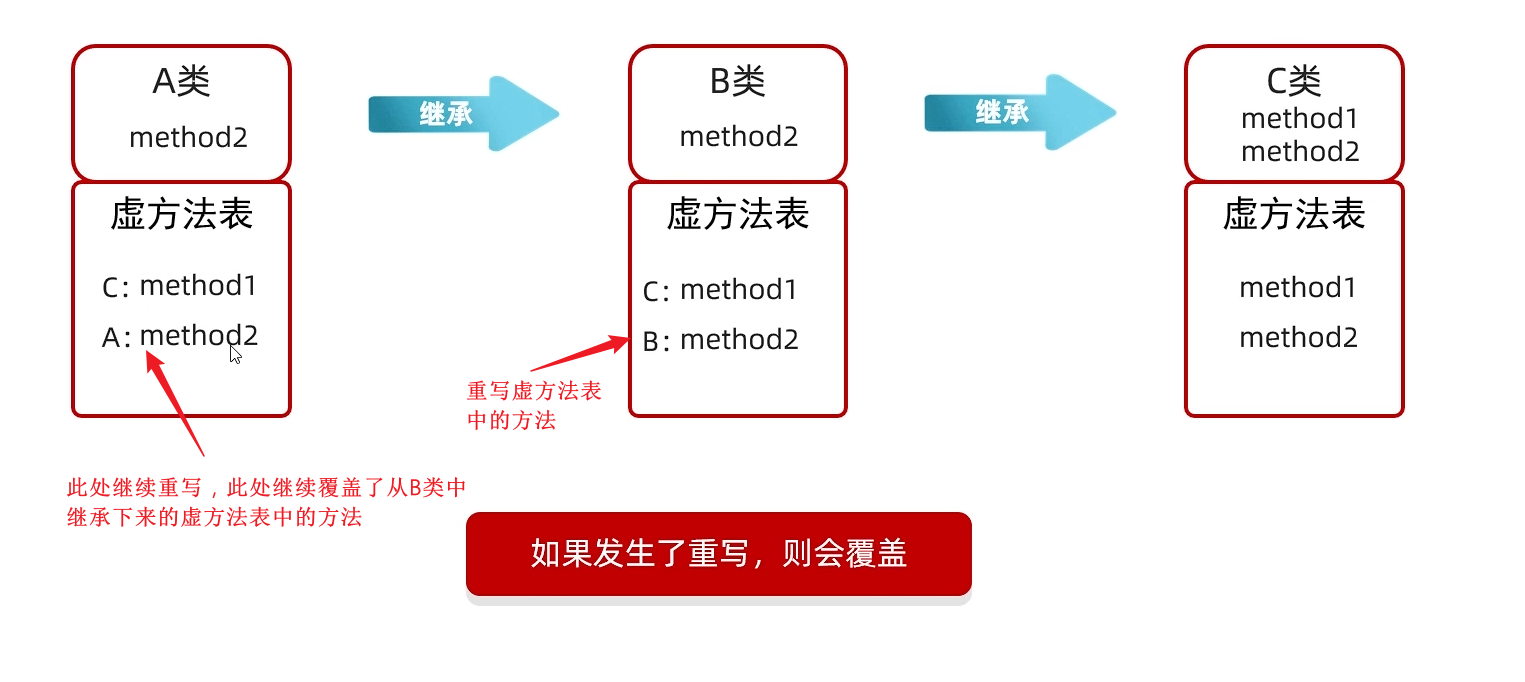 A类
method2
虚方法表
C: method1
A: method2
此处继续重写，此处继续覆盖了从B类中
继承下来的虚方法表中的方法
继承
B类
method2
虚方法表
C: method1
B: method2
重写虚方法表
中的方法
继承
C类
method1
method2
虚方法表
method1
method2
如果发生了重写，则会覆盖